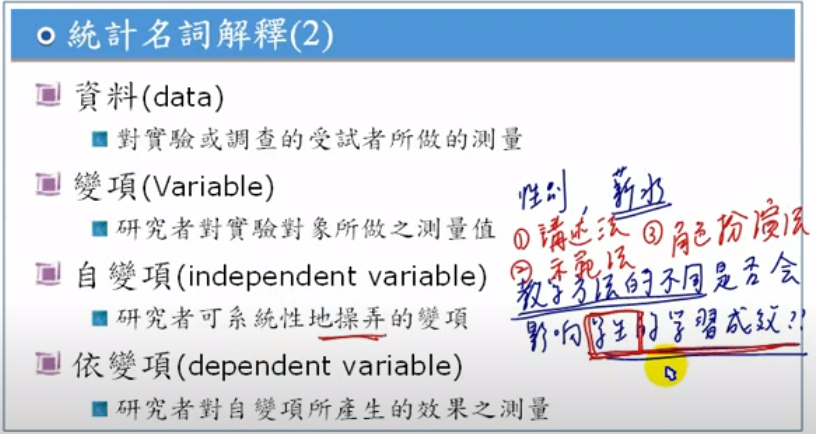 統計名詞解釋(2)
資料(data)
對實驗或調查的受試者所做的測量
變項(Variable)
研究者對實驗對象所做之測量值
自變項(independent variable)
研究者可系統性地操弄的變項
依變項(dependent variable)
研究者對自變項所產生的效果之測量
性別，薪水
①講述法 ③角色扮演法
②示範法
教学方法的不同是否会
影响学生的学習成效??